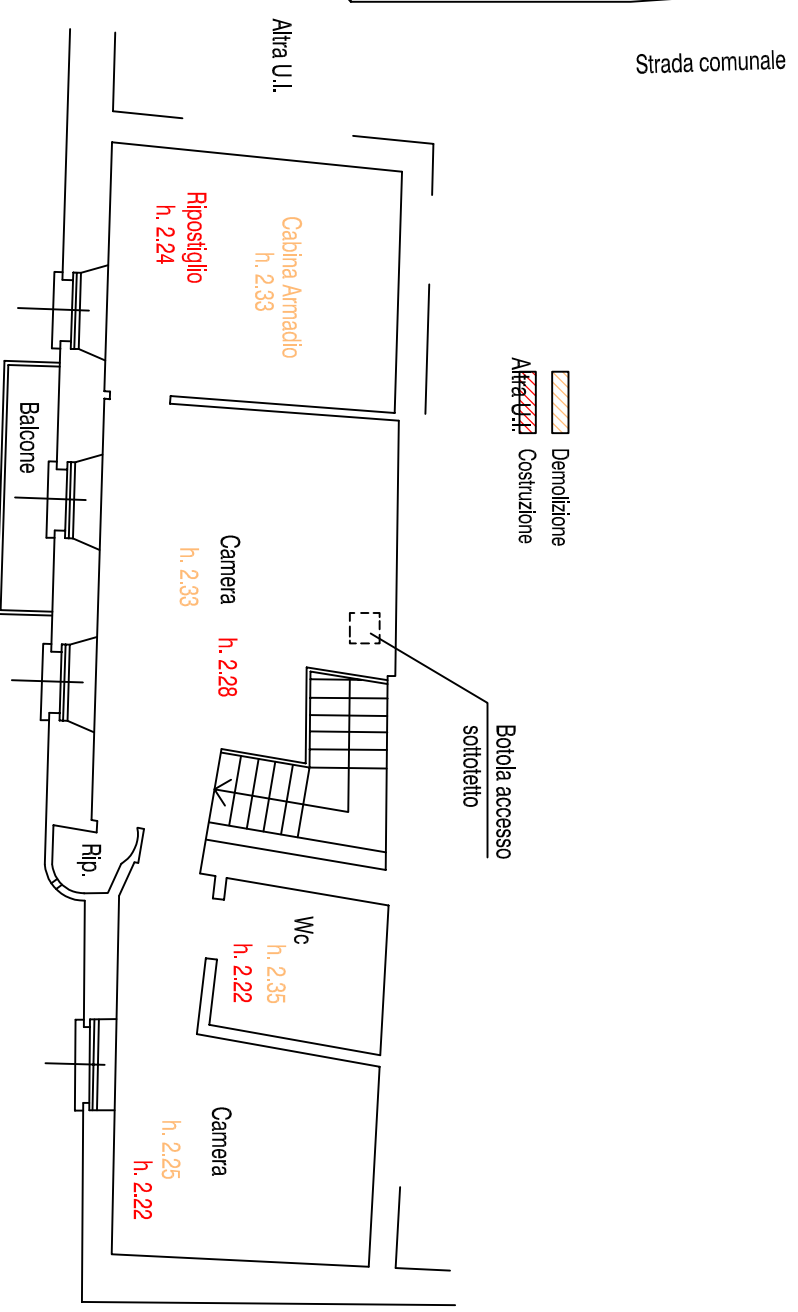 Strada comunale
Altra U.I.
Ripostiglio
h. 2.24
Cabina Armadio
h. 2.33
Balcone
Altra U.I.
Demolizione
Costruzione
Camera
h. 2.33
h. 2.28
Botola accesso
sottotetto
Rip.
Wc
h. 2.35
h. 2.22
Camera
h. 2.25
h. 2.22